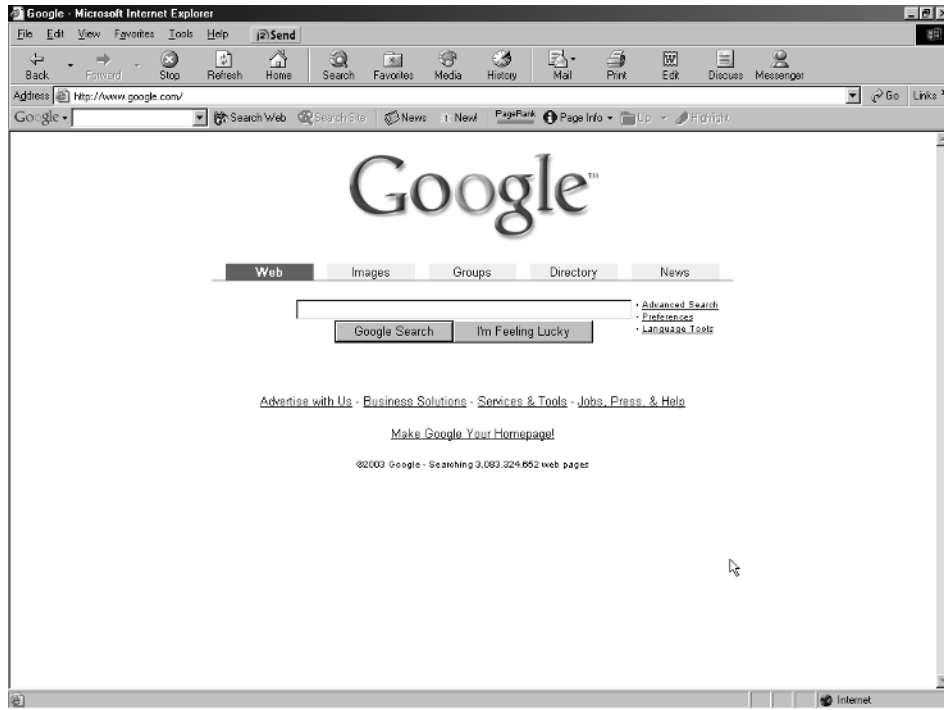 Google - Microsoft Internet Explorer
File Edit View Favorites Tools Help j2Send
Back Forward Stop Refresh Home Search Favorites Media History Mail Print Edit Discuss Messenger
Address http://www.google.com/ Go Links
Google Search Web Search Site News New! PageRank Page Info Up Highlight
Google™
Web Images Groups Directory News
• Advanced Search
• Preferences
• Language Tools
Google Search I'm Feeling Lucky
Advertise with Us - Business Solutions - Services & Tools - Jobs, Press, & Help
Make Google Your Homepage!
©2003 Google - Searching 3,083,324,652 web pages
Internet